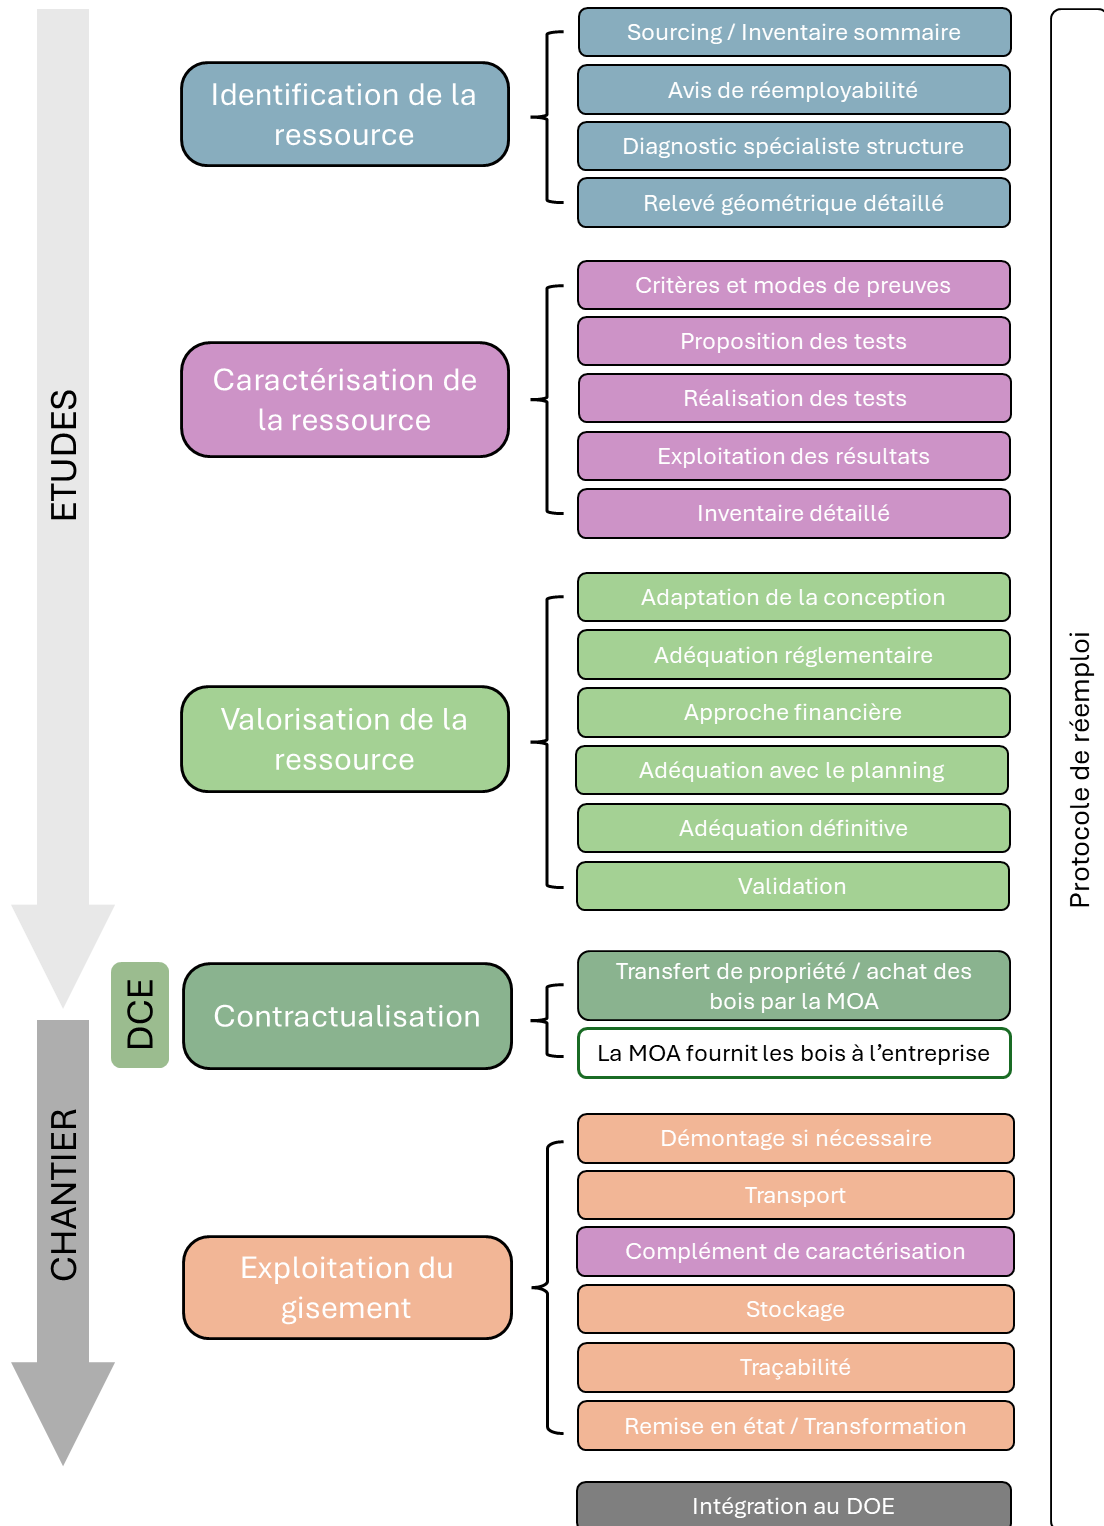 ETUDES
Identification de la
ressource
Sourcing / Inventaire sommaire
Avis de réemployabilité
Diagnostic spécialiste structure
Relevé géométrique détaillé
Caractérisation de
la ressource
Critères et modes de preuves
Proposition des tests
Réalisation des tests
Exploitation des résultats
Inventaire détaillé
Valorisation de la
ressource
Adaptation de la conception
Adéquation réglementaire
Approche financière
Adéquation avec le planning
Adéquation définitive
Validation
DCE
Contractualisation
Transfert de propriété / achat des
bois par la MOA
La MOA fournit les bois à l’entreprise
CHANTIER
Exploitation du
gisement
Démontage si nécessaire
Transport
Complément de caractérisation
Stockage
Traçabilité
Remise en état / Transformation
Intégration au DOE
Protocole de réemploi